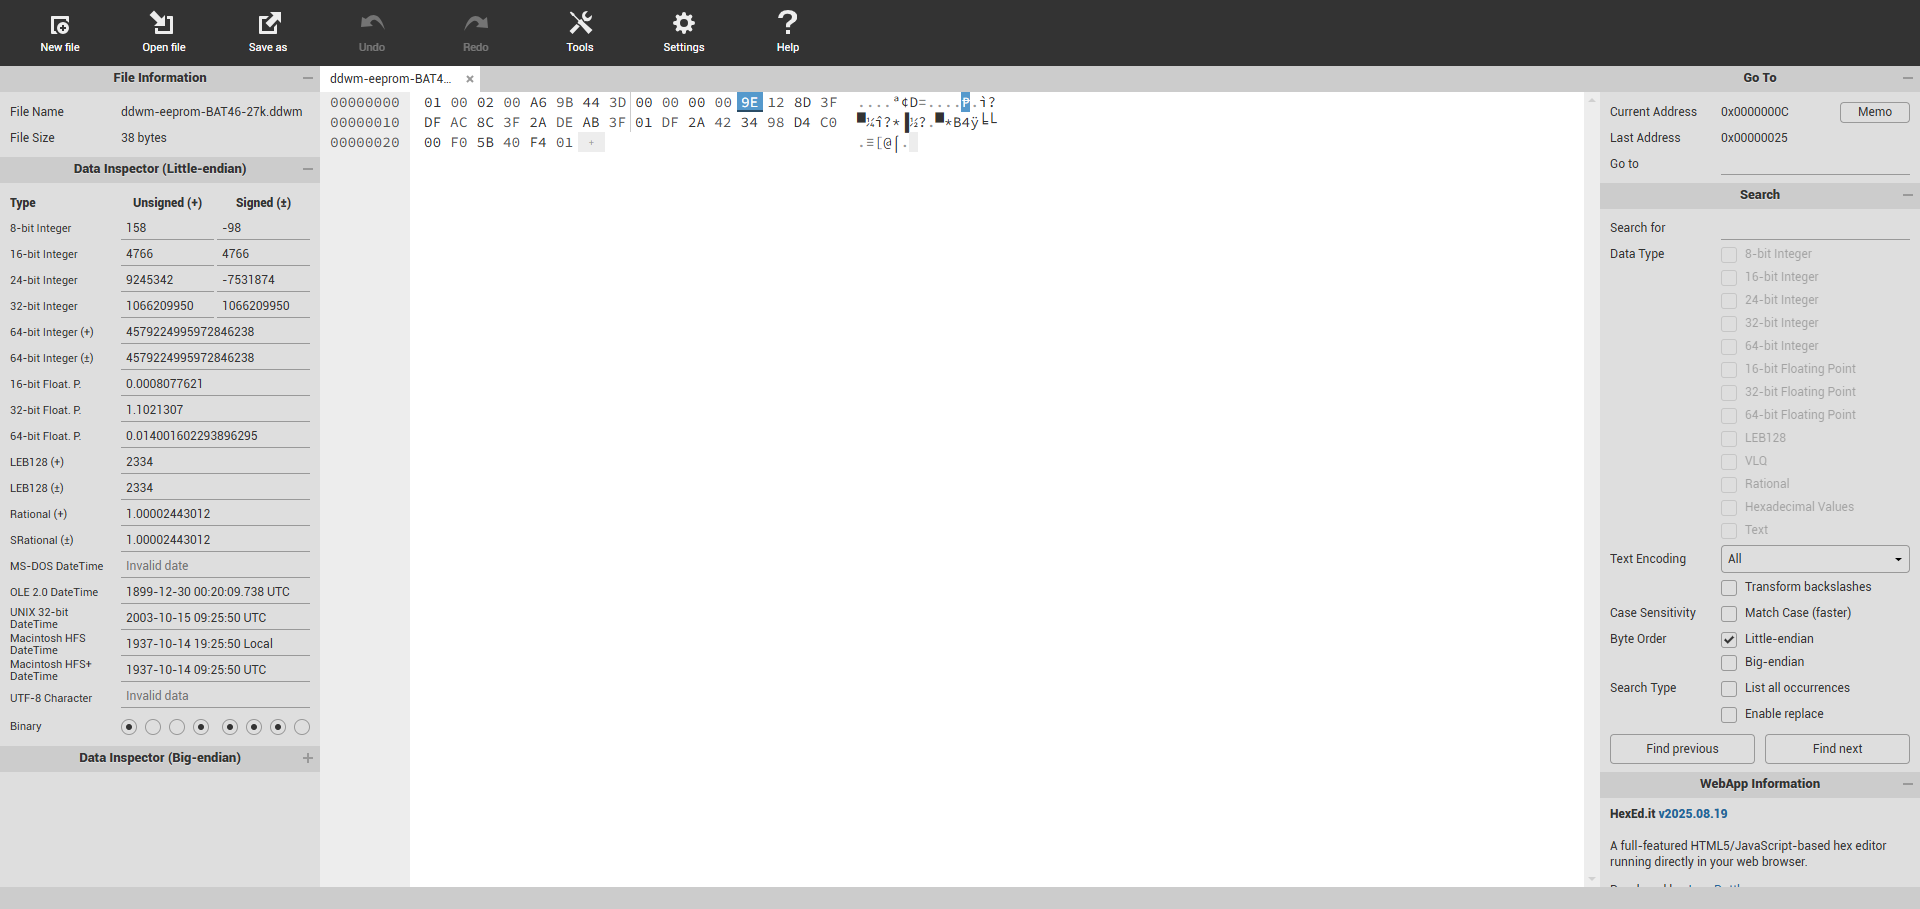 New file
Open file
Save as
Undo
Redo
Tools
Settings
Help
File Information
File Name ddwm-eeprom-BAT46-27k.ddwm
File Size 38 bytes
Data Inspector (Little-endian)
Type Unsigned (+) Signed (±)
8-bit Integer 158 -98
16-bit Integer 4766 4766
24-bit Integer 9245342 -7531874
32-bit Integer 1066209950 1066209950
64-bit Integer (+) 4579224995972846238
64-bit Integer (±) 4579224995972846238
16-bit Float. P. 0.0008077621
32-bit Float. P. 1.1021307
64-bit Float. P. 0.014001602293896295
LEB128 (+) 2334
LEB128 (±) 2334
Rational (+) 1.00002443012
SRational (±) 1.00002443012
MS-DOS DateTime Invalid date
OLE 2.0 DateTime 1899-12-30 00:20:09.738 UTC
UNIX 32-bit DateTime 2003-10-15 09:25:50 UTC
Macintosh HFS DateTime 1937-10-14 19:25:50 Local
Macintosh HFS+ DateTime 1937-10-14 09:25:50 UTC
UTF-8 Character Invalid data
Binary
Data Inspector (Big-endian)
ddwm-eeprom-BAT4...
00000000 01 00 02 00 A6 9B 44 3D 00 00 00 00 9E 12 8D 3F ....ª¢D=....₧.ì?
00000010 DF AC 8C 3F 2A DE AB 3F 01 DF 2A 42 34 98 D4 C0 ▀¼î?*▐½?.▀*B4ÿ╘└
00000020 00 F0 5B 40 F4 01 + .≡[@⌠.
Go To
Current Address 0x0000000C Memo
Last Address 0x00000025
Go to
Search
Search for
Data Type 8-bit Integer
16-bit Integer
24-bit Integer
32-bit Integer
64-bit Integer
16-bit Floating Point
32-bit Floating Point
64-bit Floating Point
LEB128
VLQ
Rational
Hexadecimal Values
Text
Text Encoding All
Transform backslashes
Case Sensitivity Match Case (faster)
Byte Order Little-endian
Big-endian
Search Type List all occurrences
Enable replace
Find previous Find next
WebApp Information
HexEd.it v2025.08.19
A full-featured HTML5/JavaScript-based hex editor
running directly in your web browser.